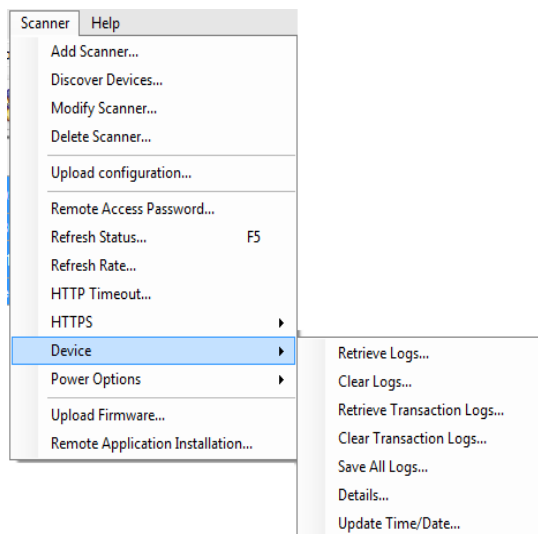 Scanner Help
Add Scanner...
Discover Devices...
Modify Scanner...
Delete Scanner...
Upload configuration...
Remote Access Password...
Refresh Status... F5
Refresh Rate...
HTTP Timeout...
HTTPS
Device
Power Options
Upload Firmware...
Remote Application Installation...
Retrieve Logs...
Clear Logs...
Retrieve Transaction Logs...
Clear Transaction Logs...
Save All Logs...
Details...
Update Time/Date...